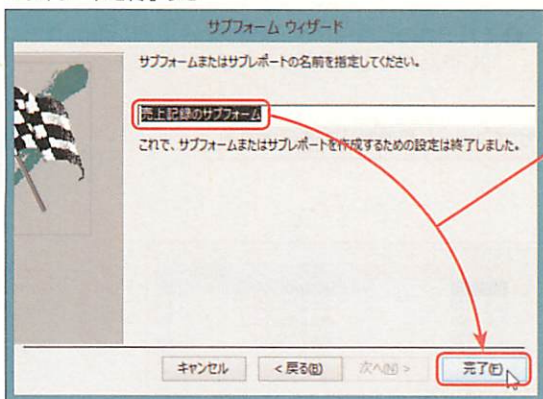 サブフォーム ウィザード
サブフォームまたはサブレポートの名前を指定してください。
売上記録のサブフォーム
これで、サブフォームまたはサブレポートを作成するための設定は終了しました。
キャンセル
< 戻る(B)
次へ(N) >
完了(F)